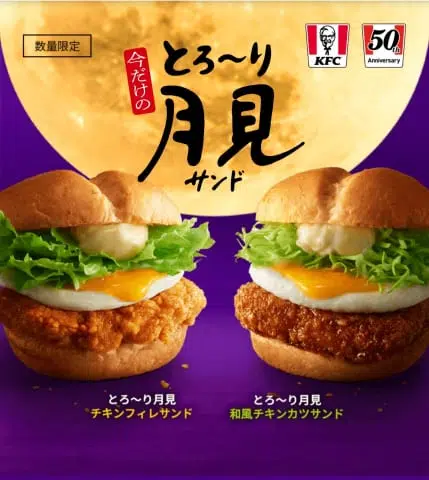 数量限定
今だけの
とろ〜り
月見
サンド
KFC
50th
Anniversary
とろ〜り月見
チキンフィレサンド
とろ〜り月見
和風チキンカツサンド